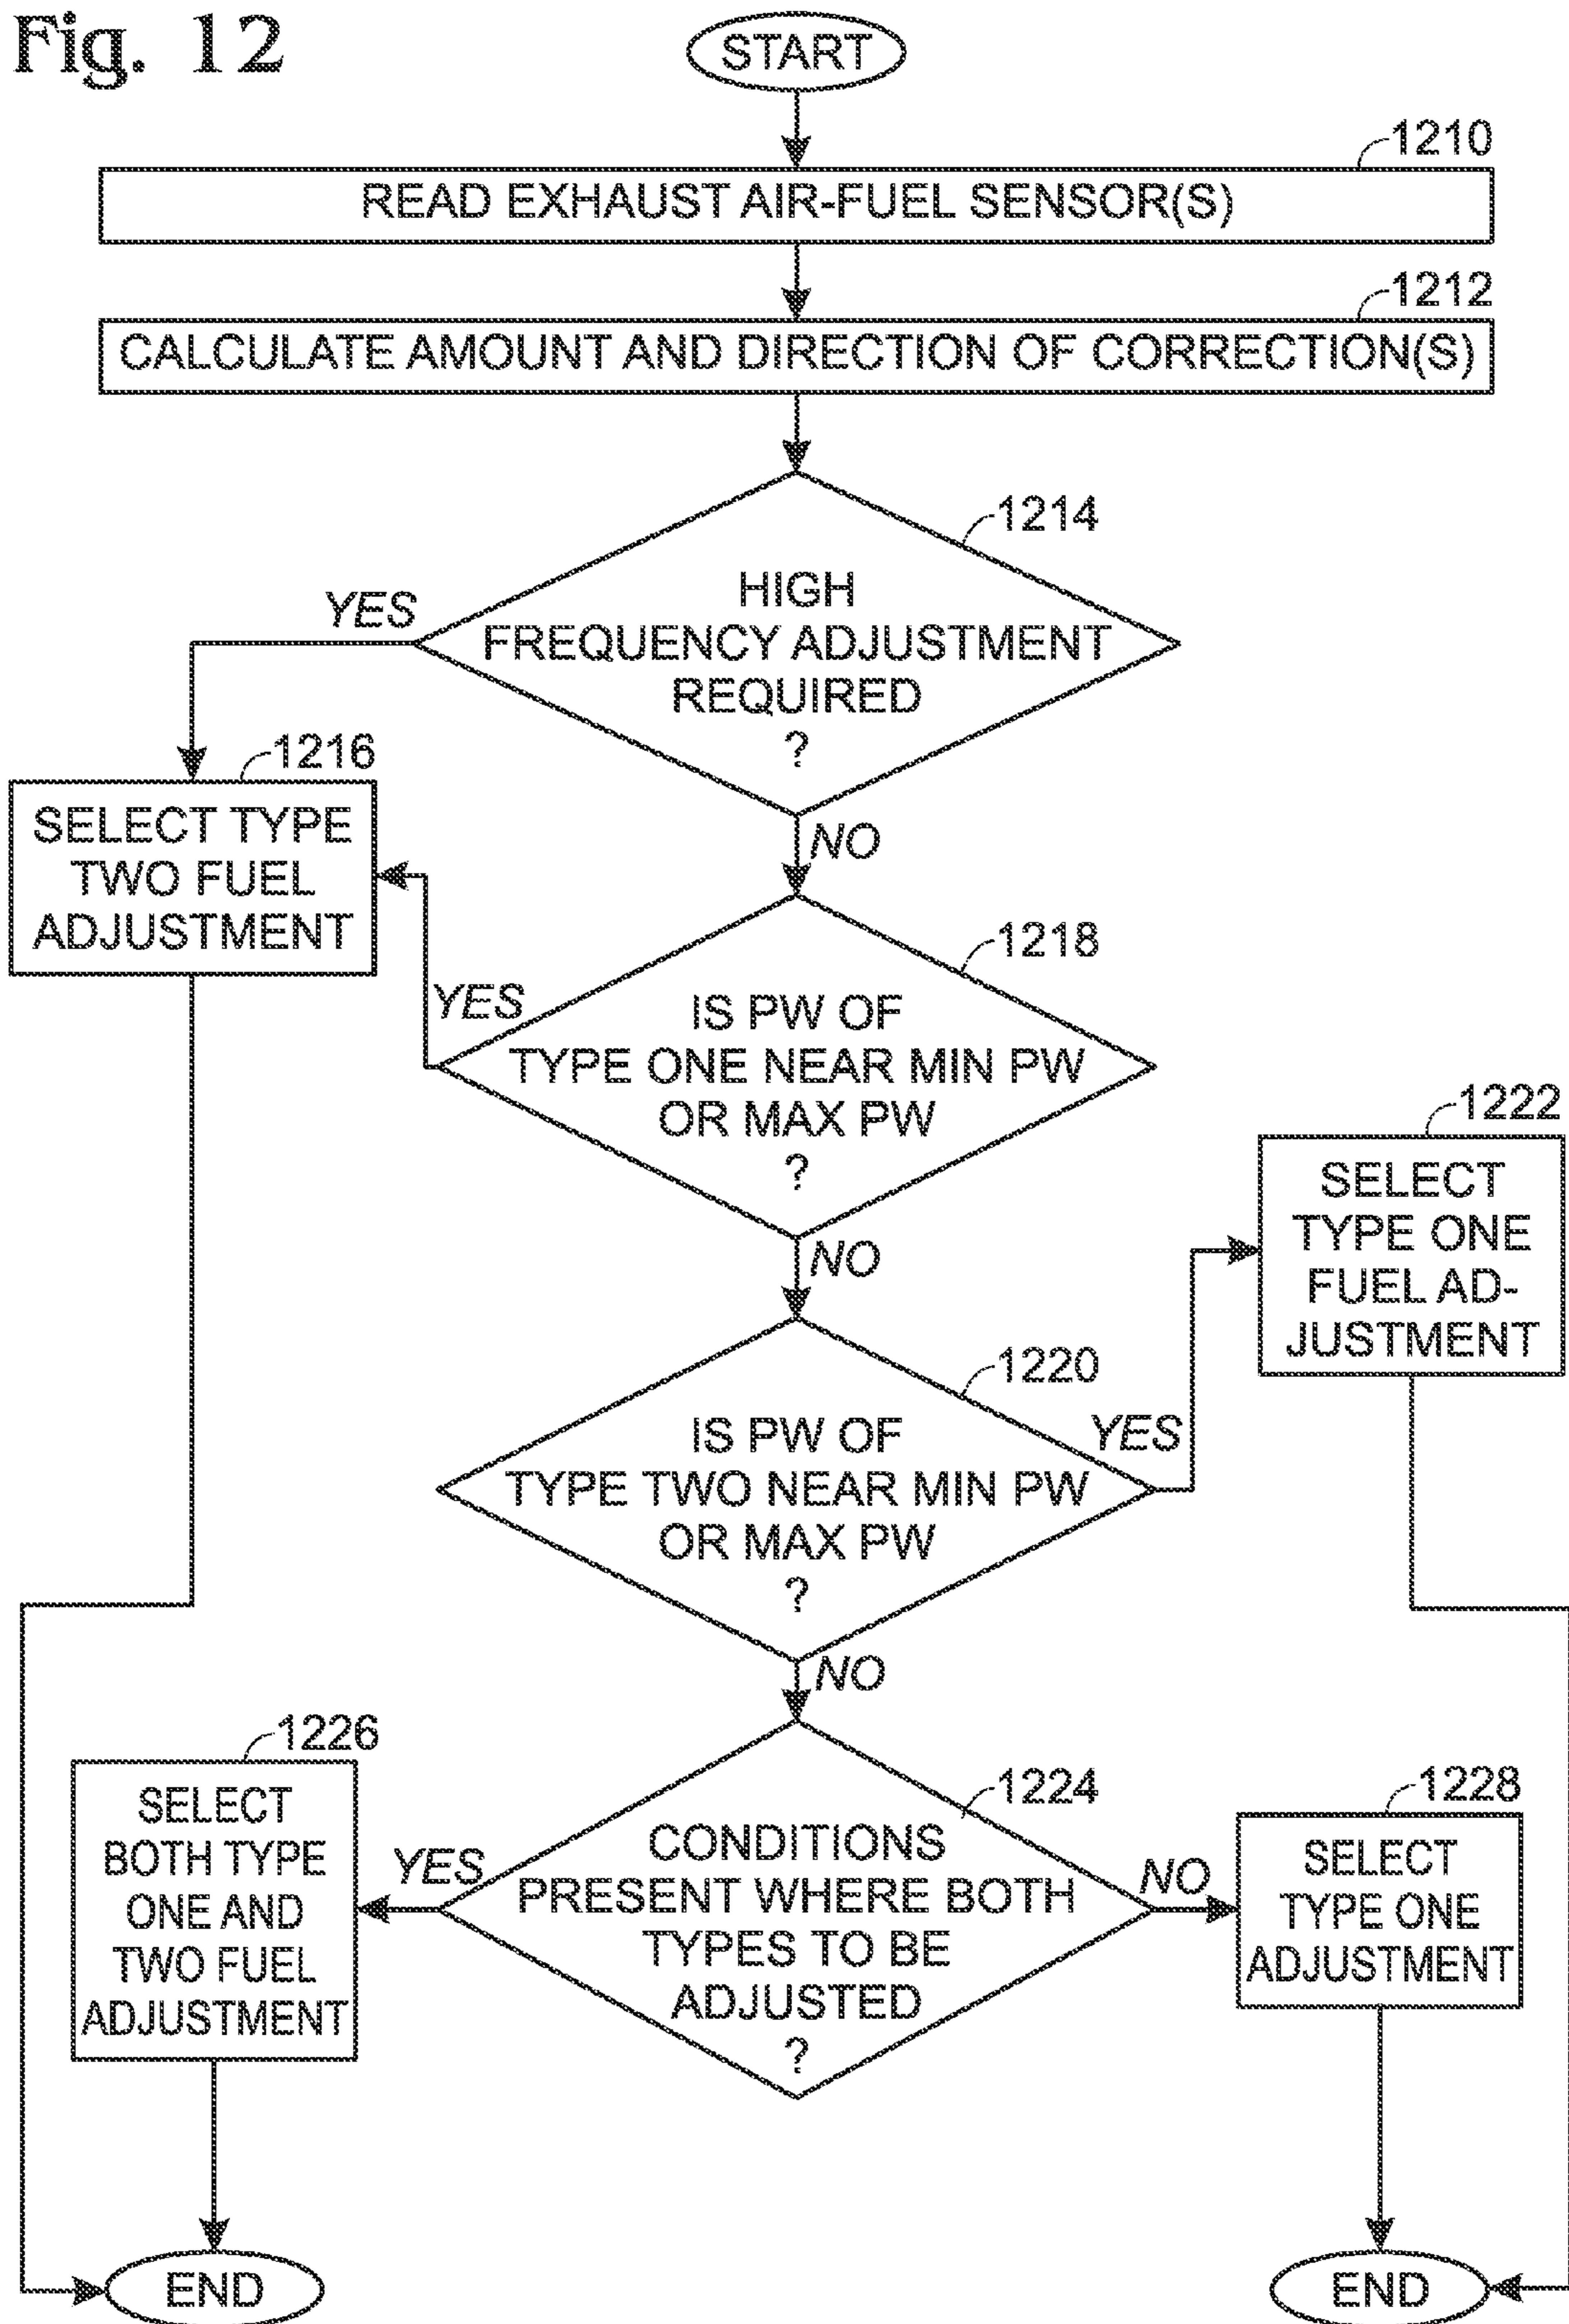 Fig. 12
START
1210
READ EXHAUST AIR-FUEL SENSOR(S)
1212
CALCULATE AMOUNT AND DIRECTION OF CORRECTION(S)
1214
HIGH
FREQUENCY ADJUSTMENT
REQUIRED
?
YES
NO
1216
SELECT TYPE
TWO FUEL
ADJUSTMENT
1218
IS PW OF
TYPE ONE NEAR MIN PW
OR MAX PW
?
YES
NO
1222
SELECT
TYPE ONE
FUEL AD-
JUSTMENT
1220
IS PW OF
TYPE TWO NEAR MIN PW
OR MAX PW
?
YES
NO
1226
SELECT
BOTH TYPE
ONE AND
TWO FUEL
ADJUSTMENT
YES
1224
CONDITIONS
PRESENT WHERE BOTH
TYPES TO BE
ADJUSTED
?
NO
1228
SELECT
TYPE ONE
ADJUSTMENT
END
END